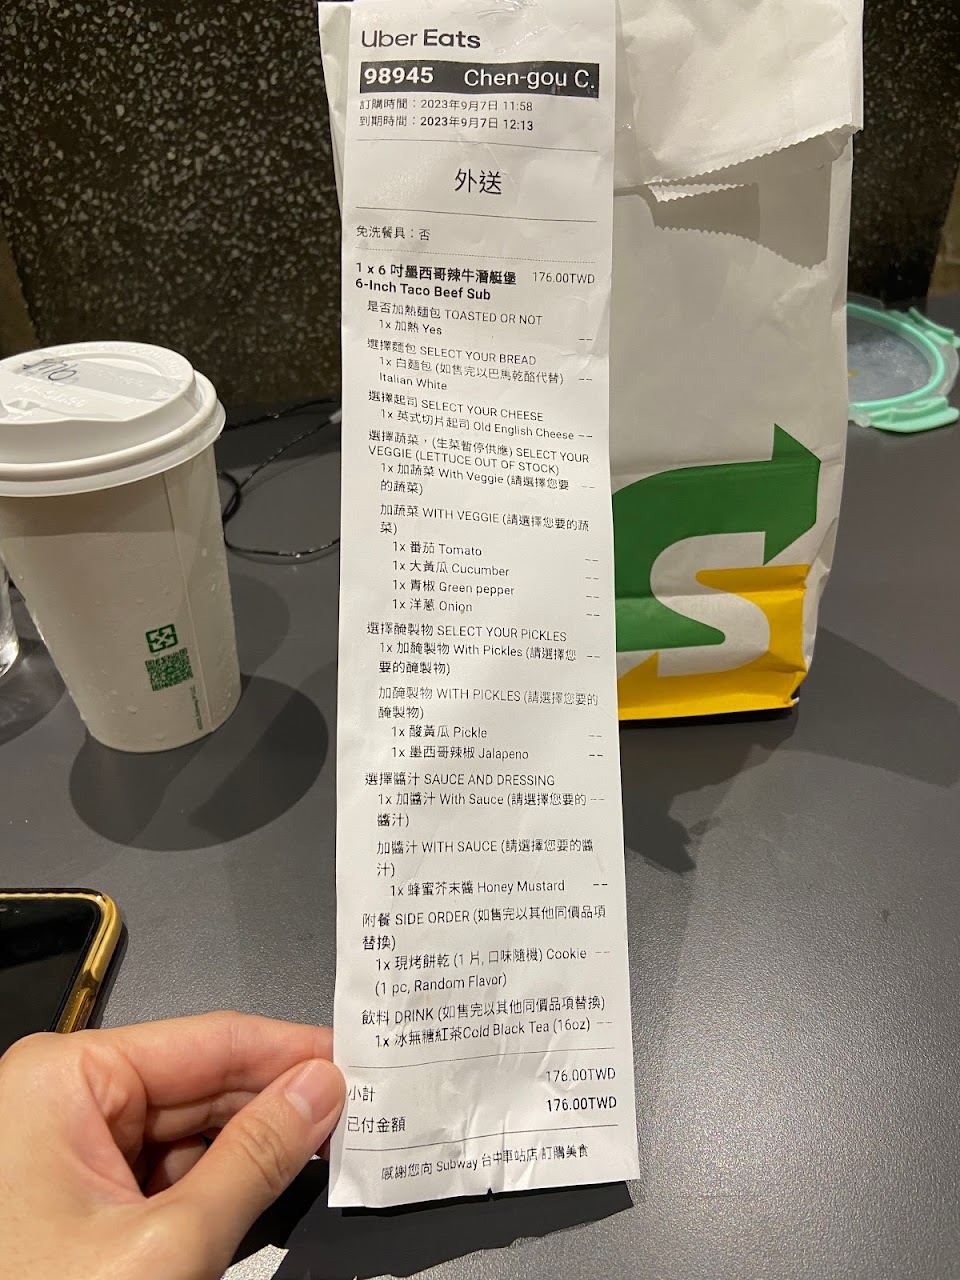 Uber Eats
98945 Chen-gou C.
訂購時間：2023年9月7日 11:58
到期時間：2023年9月7日 12:13
外送
免洗餐具：否
1 x 6 吋墨西哥辣牛潛艇堡 176.00TWD
6-Inch Taco Beef Sub
是否加熱麵包 TOASTED OR NOT
1x 加熱 Yes --
選擇麵包 SELECT YOUR BREAD
1x 白麵包 (如售完以巴馬乾酪代替) --
Italian White
選擇起司 SELECT YOUR CHEESE
1x 英式切片起司 Old English Cheese --
選擇蔬菜，(生菜暫停供應) SELECT YOUR
VEGGIE (LETTUCE OUT OF STOCK)
1x 加蔬菜 With Veggie (請選擇您要 --
的蔬菜)
加蔬菜 WITH VEGGIE (請選擇您要的蔬
菜)
1x 番茄 Tomato --
1x 大黃瓜 Cucumber --
1x 青椒 Green pepper --
1x 洋蔥 Onion --
選擇醃製物 SELECT YOUR PICKLES
1x 加醃製物 With Pickles (請選擇您 --
要的醃製物)
加醃製物 WITH PICKLES (請選擇您要的
醃製物)
1x 酸黃瓜 Pickle --
1x 墨西哥辣椒 Jalapeno --
選擇醬汁 SAUCE AND DRESSING
1x 加醬汁 With Sauce (請選擇您要的 --
醬汁)
加醬汁 WITH SAUCE (請選擇您要的醬
汁)
1x 蜂蜜芥末醬 Honey Mustard --
附餐 SIDE ORDER (如售完以其他同價品項
替換)
1x 現烤餅乾 (1 片, 口味隨機) Cookie --
(1 pc, Random Flavor)
飲料 DRINK (如售完以其他同價品項替換)
1x 冰無糖紅茶Cold Black Tea (16oz) --
小計 176.00TWD
已付金額 176.00TWD
感謝您向 Subway 台中車站店 訂購美食